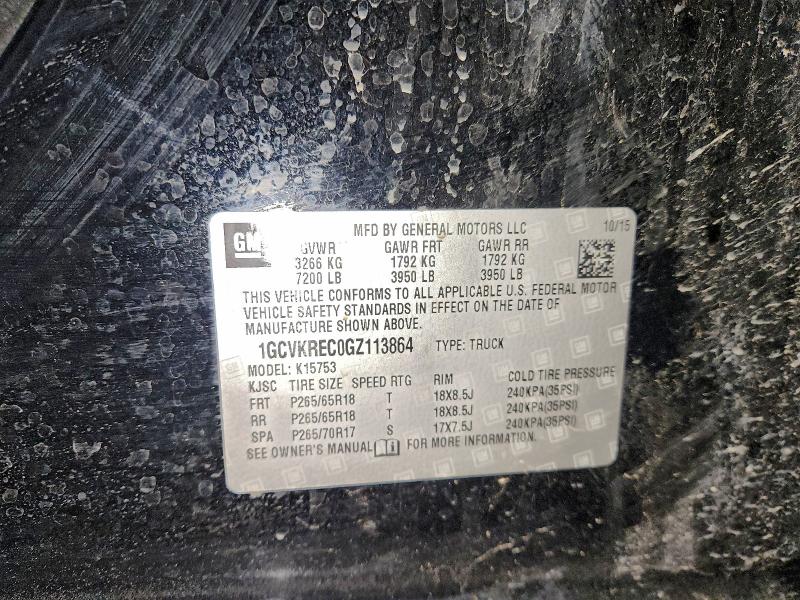 GM
MFD BY GENERAL MOTORS LLC 10/15
GVWR GAWR FRT GAWR RR
3266 KG 1792 KG 1792 KG
7200 LB 3950 LB 3950 LB
THIS VEHICLE CONFORMS TO ALL APPLICABLE U.S. FEDERAL MOTOR
VEHICLE SAFETY STANDARDS IN EFFECT ON THE DATE OF
MANUFACTURE SHOWN ABOVE.
1GCVKREC0GZ113864 TYPE: TRUCK
MODEL: K15753
KJSC TIRE SIZE SPEED RTG RIM COLD TIRE PRESSURE
FRT P265/65R18 T 18X8.5J 240KPA(35PSI)
RR P265/65R18 T 18X8.5J 240KPA(35PSI)
SPA P265/70R17 S 17X7.5J 240KPA(35PSI)
SEE OWNER'S MANUAL FOR MORE INFORMATION.